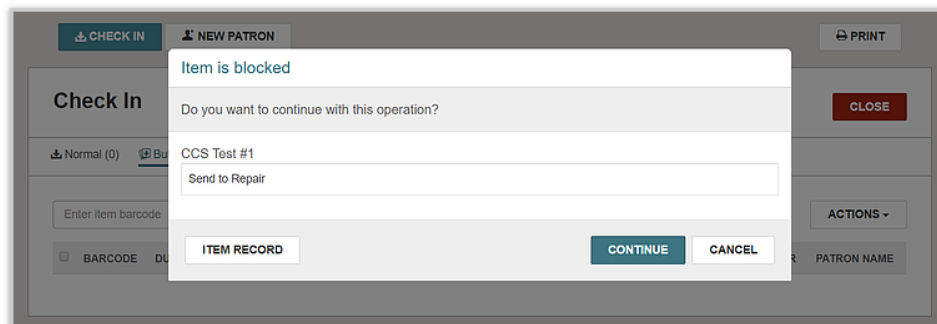 CHECK IN
NEW PATRON
PRINT
Item is blocked
Do you want to continue with this operation?
Check In
CLOSE
Normal (0)
Bu
CCS Test #1
Send to Repair
Enter item barcode
ACTIONS
ITEM RECORD
CONTINUE
CANCEL
BARCODE
DU
R
PATRON NAME